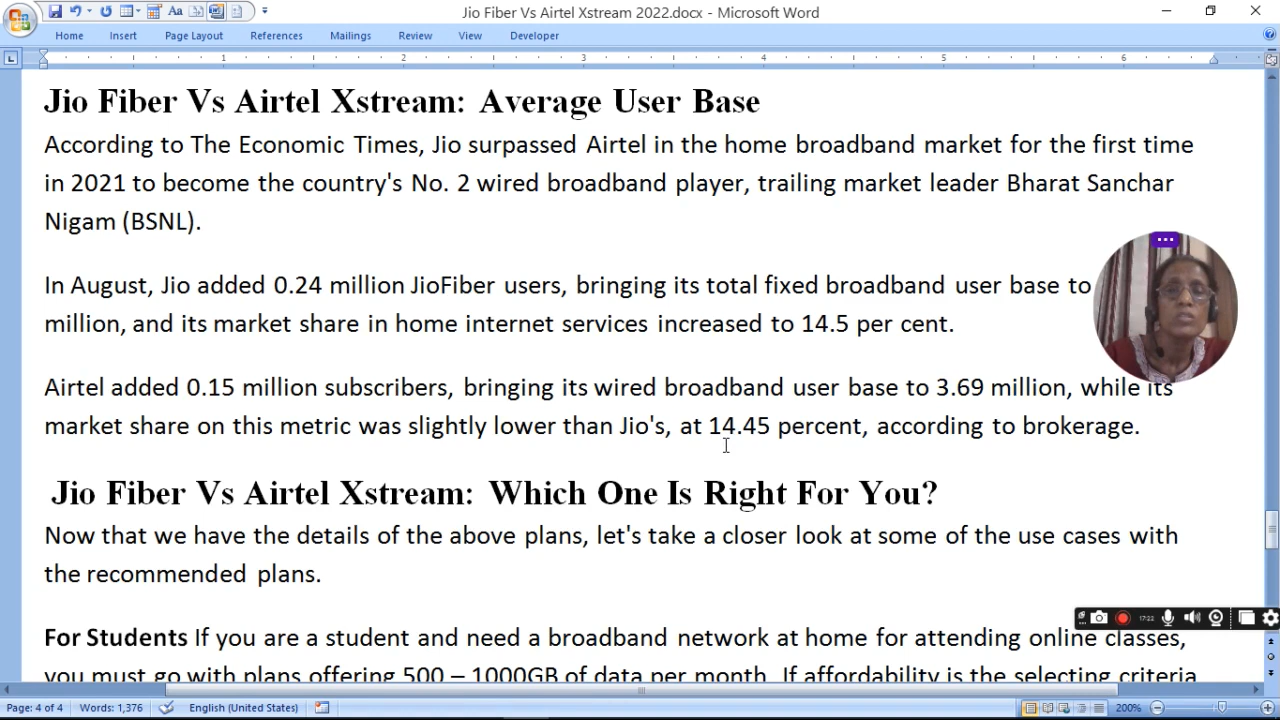 Jio Fiber Vs Airtel Xstream 2022.docx - Microsoft Word
Aa
Home Insert Page Layout References Mailings Review View Developer
L 1 2 3 4 5 6
Jio Fiber Vs Airtel Xstream: Average User Base
According to The Economic Times, Jio surpassed Airtel in the home broadband market for the first time
in 2021 to become the country's No. 2 wired broadband player, trailing market leader Bharat Sanchar
Nigam (BSNL).
In August, Jio added 0.24 million JioFiber users, bringing its total fixed broadband user base to
million, and its market share in home internet services increased to 14.5 per cent.
Airtel added 0.15 million subscribers, bringing its wired broadband user base to 3.69 million, while its
market share on this metric was slightly lower than Jio's, at 14.45 percent, according to brokerage.
Jio Fiber Vs Airtel Xstream: Which One Is Right For You?
Now that we have the details of the above plans, let's take a closer look at some of the use cases with
the recommended plans.
17:22
For Students If you are a student and need a broadband network at home for attending online classes,
you must go with plans offering 500 – 1000GB of data per month. If affordability is the selecting criteria
Page: 4 of 4 Words: 1,376 English (United States) 200%